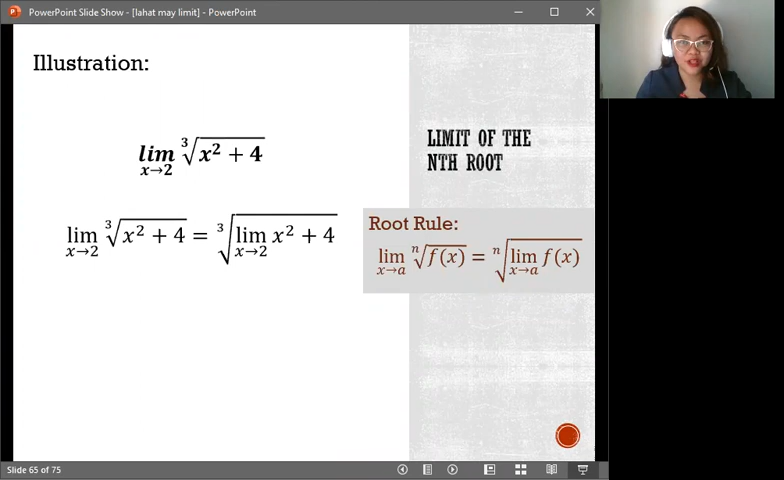 PowerPoint Slide Show - [lahat may limit] - PowerPoint
Illustration:
lim x→2 ∛(x² + 4)
lim x→2 ∛(x² + 4) = ∛(lim x→2 x² + 4)
LIMIT OF THE
NTH ROOT
Root Rule:
lim x→a ⁿ√f(x) = ⁿ√(lim x→a f(x))
Slide 65 of 75